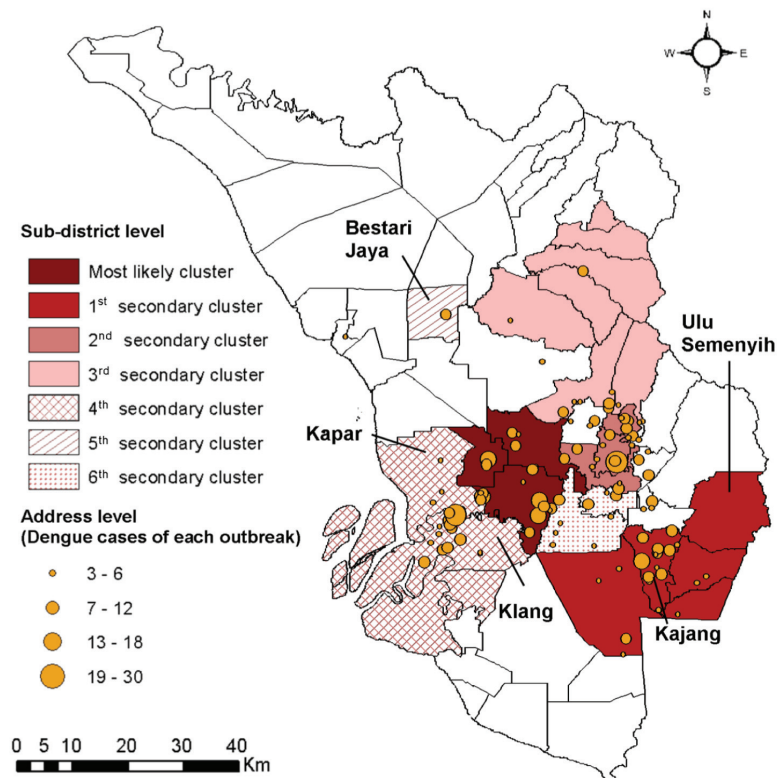 N
W E
S
Bestari
Jaya
Sub-district level
Most likely cluster
1st secondary cluster
2nd secondary cluster
3rd secondary cluster
4th secondary cluster
5th secondary cluster
6th secondary cluster
Ulu
Semenyih
Kapar
Address level
(Dengue cases of each outbreak)
3 - 6
7 - 12
13 - 18
19 - 30
Klang
Kajang
0 5 10 20 30 40
Km